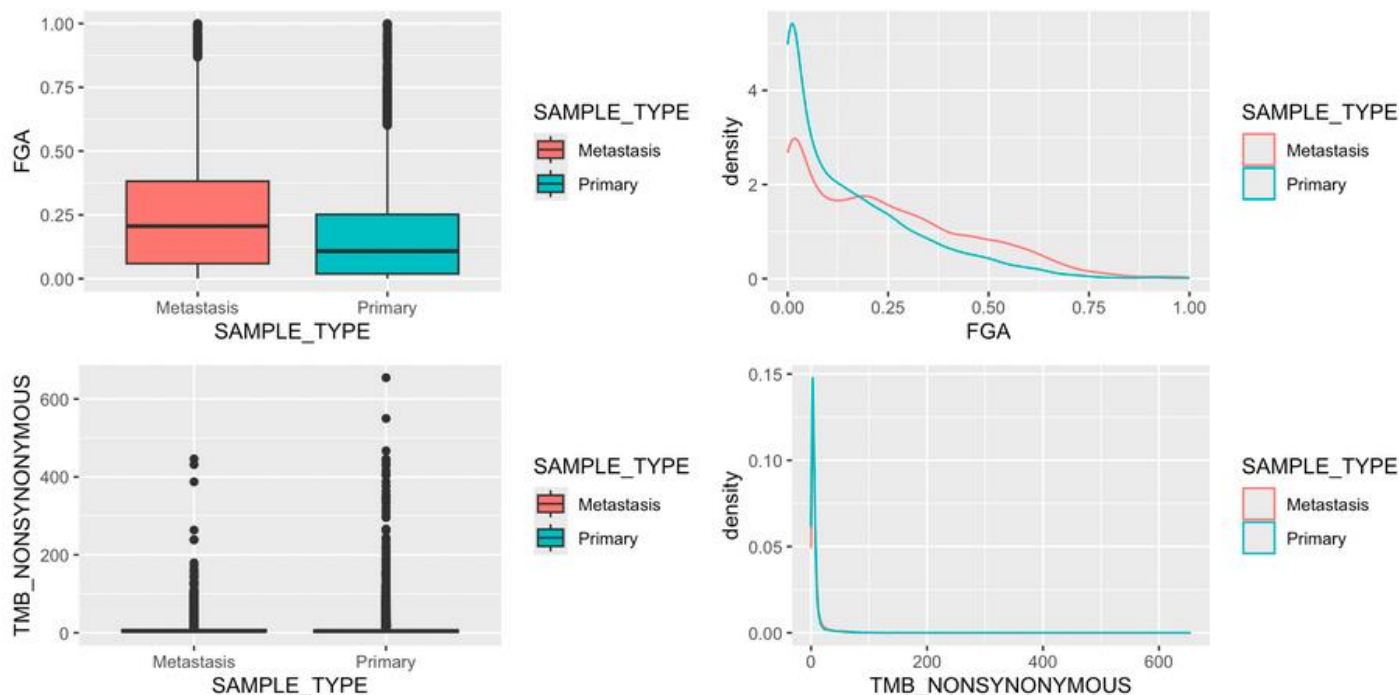 1.00
0.75
0.50
0.25
0.00
FGA
Metastasis
Primary
SAMPLE_TYPE
SAMPLE_TYPE
Metastasis
Primary
4
2
0
density
0.00
0.25
0.50
0.75
1.00
FGA
SAMPLE_TYPE
Metastasis
Primary
600
400
200
0
TMB_NONSYNONYMOUS
Metastasis
Primary
SAMPLE_TYPE
SAMPLE_TYPE
Metastasis
Primary
0.15
0.10
0.05
0.00
density
0
200
400
600
TMB_NONSYNONYMOUS
SAMPLE_TYPE
Metastasis
Primary